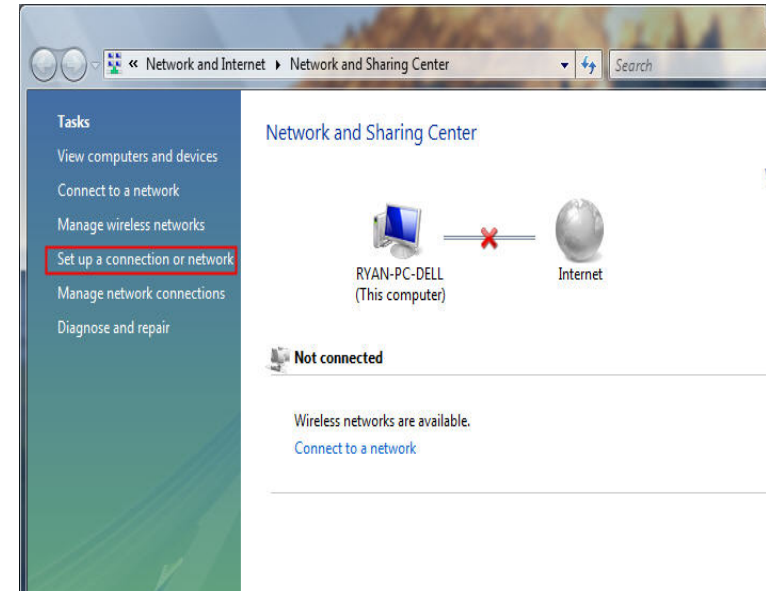 « Network and Internet ▸ Network and Sharing Center
Search
Tasks
View computers and devices
Connect to a network
Manage wireless networks
Set up a connection or network
Manage network connections
Diagnose and repair
Network and Sharing Center
RYAN-PC-DELL
(This computer)
Internet
Not connected
Wireless networks are available.
Connect to a network